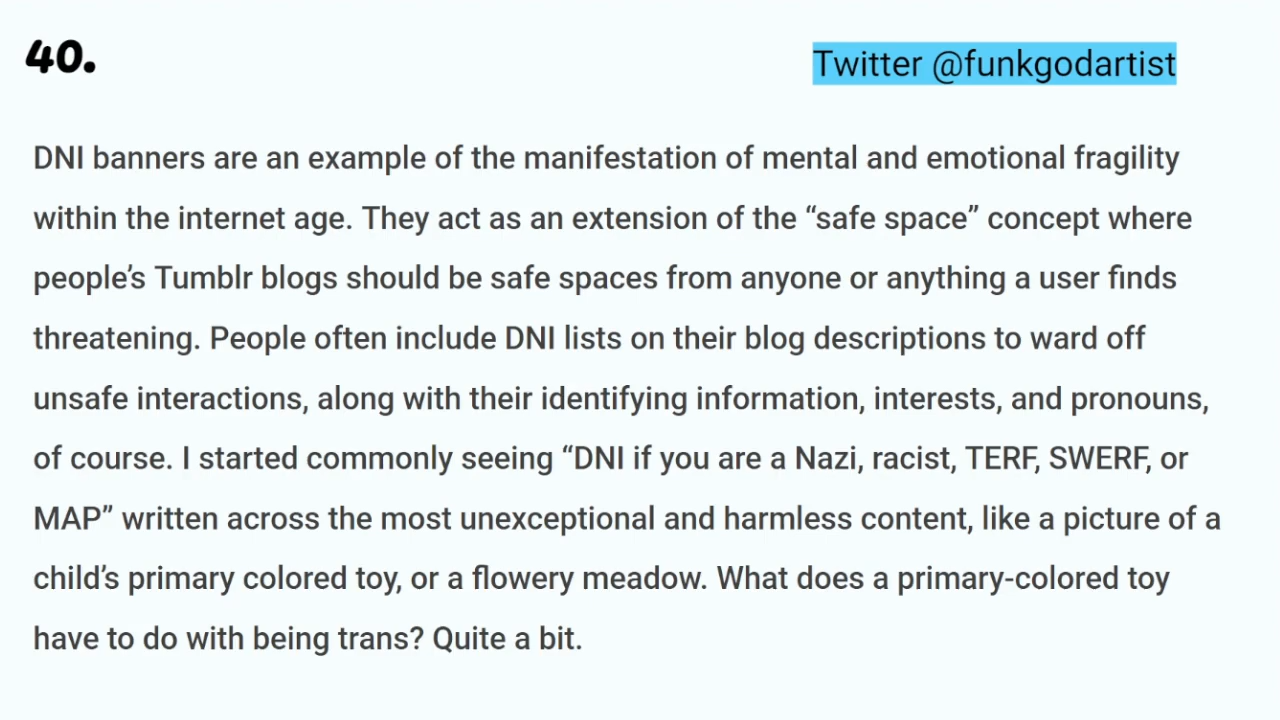 40.
Twitter @funkgodartist
DNI banners are an example of the manifestation of mental and emotional fragility
within the internet age. They act as an extension of the “safe space” concept where
people’s Tumblr blogs should be safe spaces from anyone or anything a user finds
threatening. People often include DNI lists on their blog descriptions to ward off
unsafe interactions, along with their identifying information, interests, and pronouns,
of course. I started commonly seeing “DNI if you are a Nazi, racist, TERF, SWERF, or
MAP” written across the most unexceptional and harmless content, like a picture of a
child’s primary colored toy, or a flowery meadow. What does a primary-colored toy
have to do with being trans? Quite a bit.